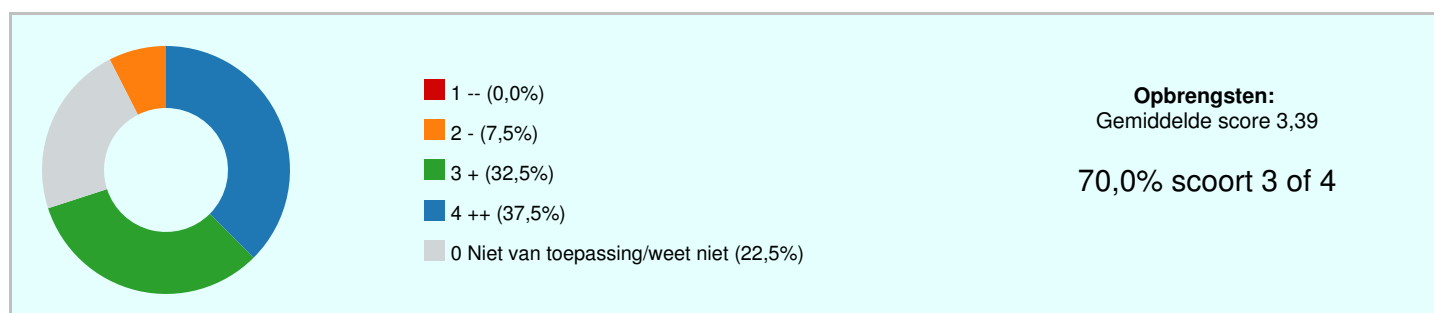 1 -- (0,0%)
2 - (7,5%)
3 + (32,5%)
4 ++ (37,5%)
0 Niet van toepassing/weet niet (22,5%)
Opbrengsten:
Gemiddelde score 3,39
70,0% scoort 3 of 4